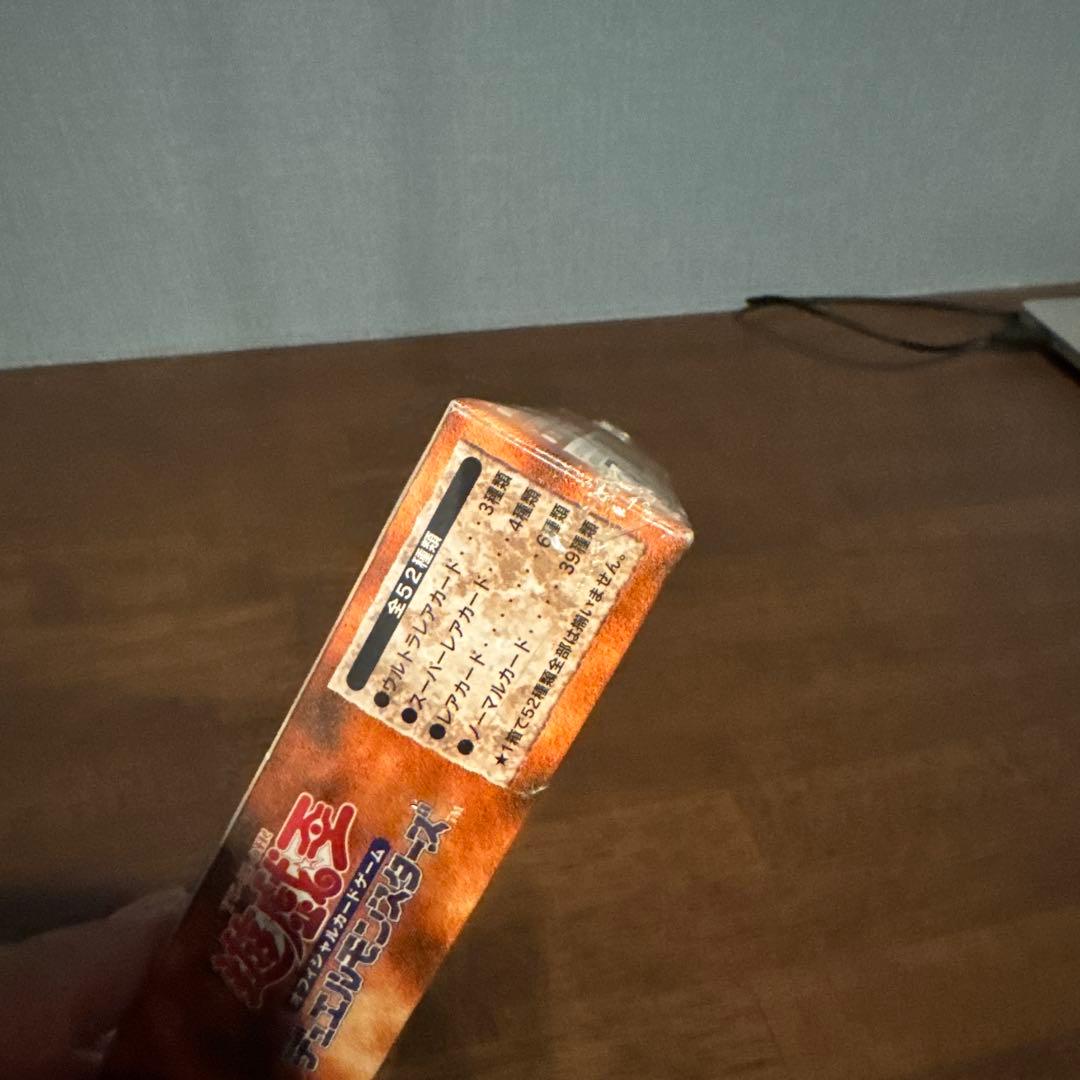 全52種類
●ウルトラレアカード・・・3種類
●スーパーレアカード・・・4種類
●レアカード・・・・・・6種類
●ノーマルカード・・・・39種類
★1箱で52種類全部は揃いません。
遊戯王
オフィシャルカードゲーム
デュエルモンスターズ